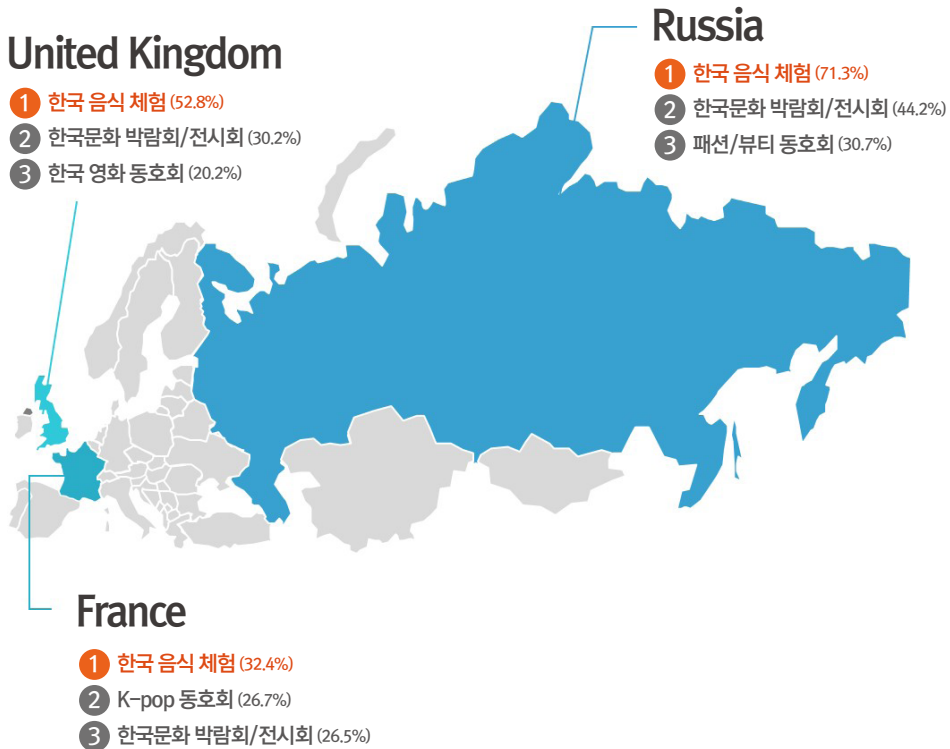 United Kingdom
1 한국 음식 체험 (52.8%)
2 한국문화 박람회/전시회 (30.2%)
3 한국 영화 동호회 (20.2%)
Russia
1 한국 음식 체험 (71.3%)
2 한국문화 박람회/전시회 (44.2%)
3 패션/뷰티 동호회 (30.7%)
France
1 한국 음식 체험 (32.4%)
2 K-pop 동호회 (26.7%)
3 한국문화 박람회/전시회 (26.5%)